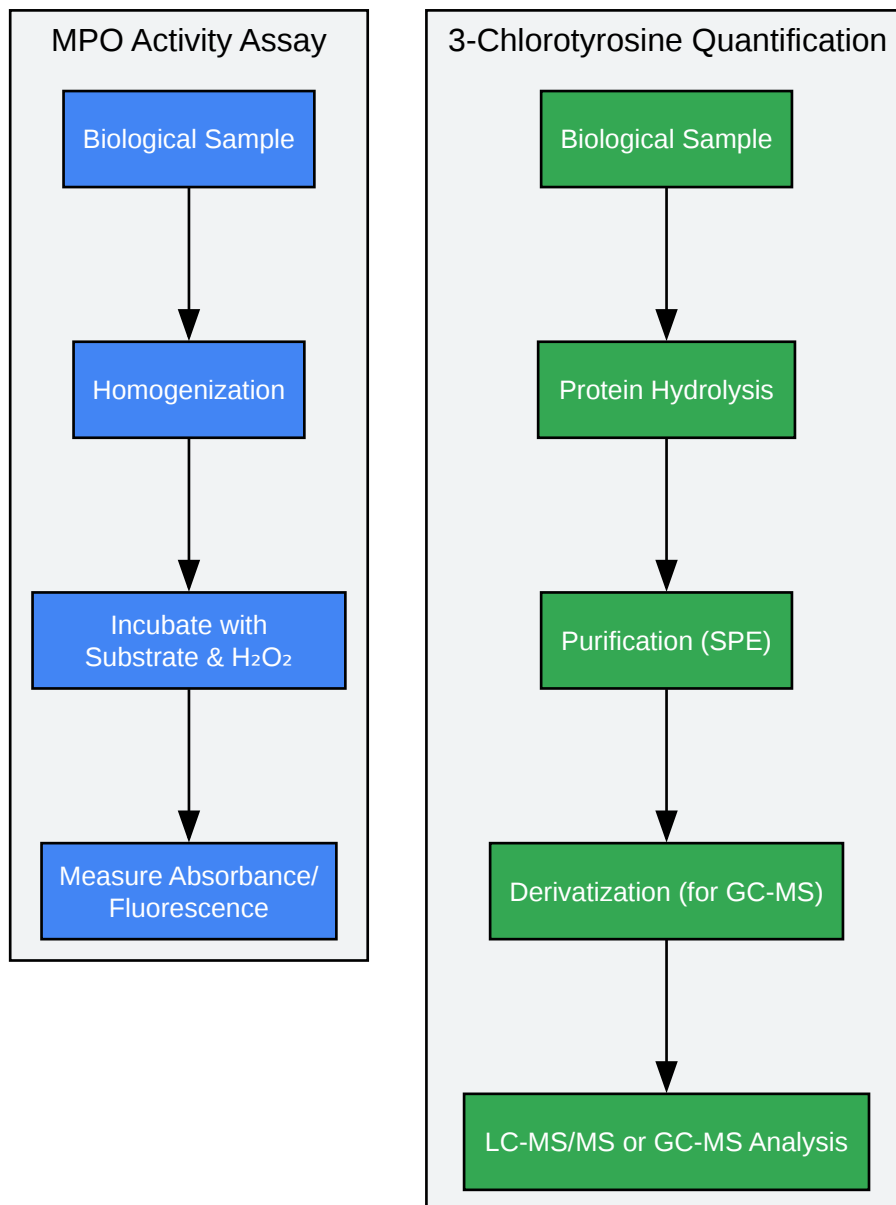 MPO Activity Assay
Biological Sample
Homogenization
Incubate with
Substrate & H₂O₂
Measure Absorbance/
Fluorescence
3-Chlorotyrosine Quantification
Biological Sample
Protein Hydrolysis
Purification (SPE)
Derivatization (for GC-MS)
LC-MS/MS or GC-MS Analysis